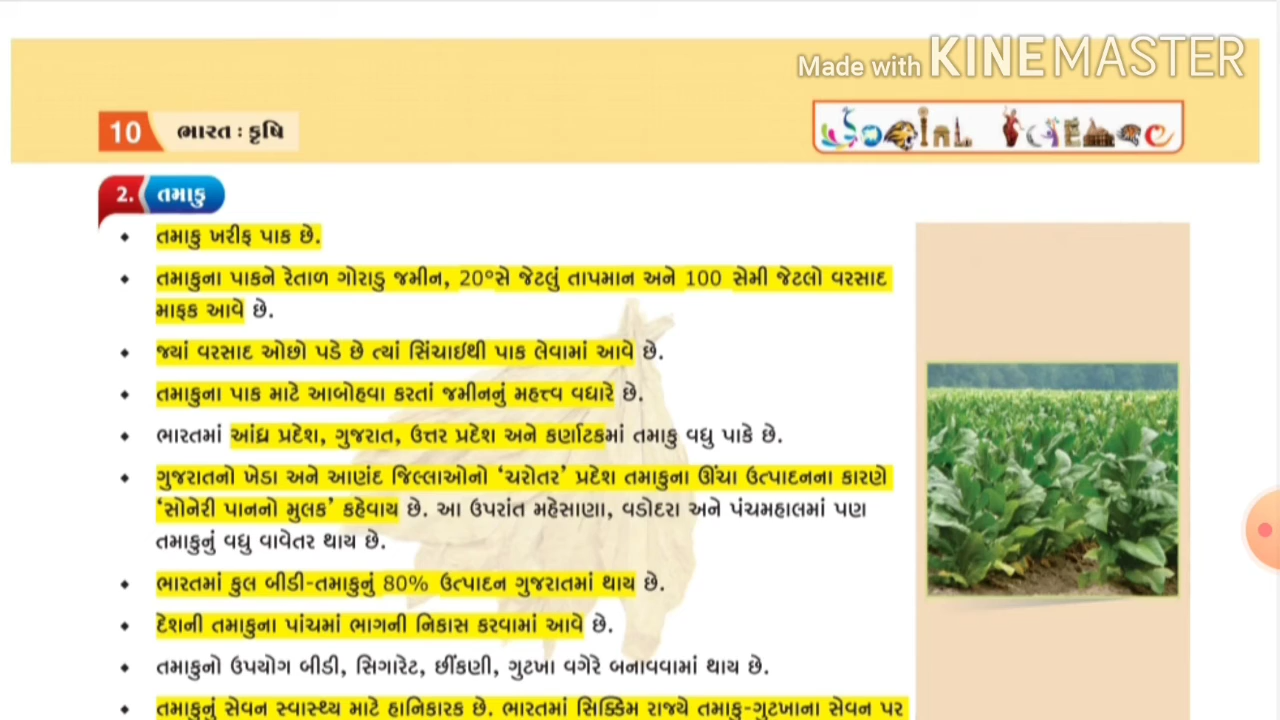 Made with KINEMASTER
10 ભારત : કૃષિ
SOCIAL SCIENCE
2. તમાકુ
તમાકુ ખરીફ પાક છે.
તમાકુના પાકને રેતાળ ગોરાડુ જમીન, 20°સે જેટલું તાપમાન અને 100 સેમી જેટલો વરસાદ
માફક આવે છે.
જ્યાં વરસાદ ઓછો પડે છે ત્યાં સિંચાઈથી પાક લેવામાં આવે છે.
તમાકુના પાક માટે આબોહવા કરતાં જમીનનું મહત્ત્વ વધારે છે.
ભારતમાં આંધ્ર પ્રદેશ, ગુજરાત, ઉત્તર પ્રદેશ અને કર્ણાટકમાં તમાકુ વધુ પાકે છે.
ગુજરાતનો ખેડા અને આણંદ જિલ્લાઓનો ‘ચરોતર’ પ્રદેશ તમાકુના ઊંચા ઉત્પાદનના કારણે
‘સોનેરી પાનનો મુલક’ કહેવાય છે. આ ઉપરાંત મહેસાણા, વડોદરા અને પંચમહાલમાં પણ
તમાકુનું વધુ વાવેતર થાય છે.
ભારતમાં કુલ બીડી-તમાકુનું 80% ઉત્પાદન ગુજરાતમાં થાય છે.
દેશની તમાકુના પાંચમાં ભાગની નિકાસ કરવામાં આવે છે.
તમાકુનો ઉપયોગ બીડી, સિગારેટ, છીંકણી, ગુટખા વગેરે બનાવવામાં થાય છે.
તમાકુનું સેવન સ્વાસ્થ્ય માટે હાનિકારક છે. ભારતમાં સિક્કિમ રાજ્યે તમાકુ-ગુટખાના સેવન પર